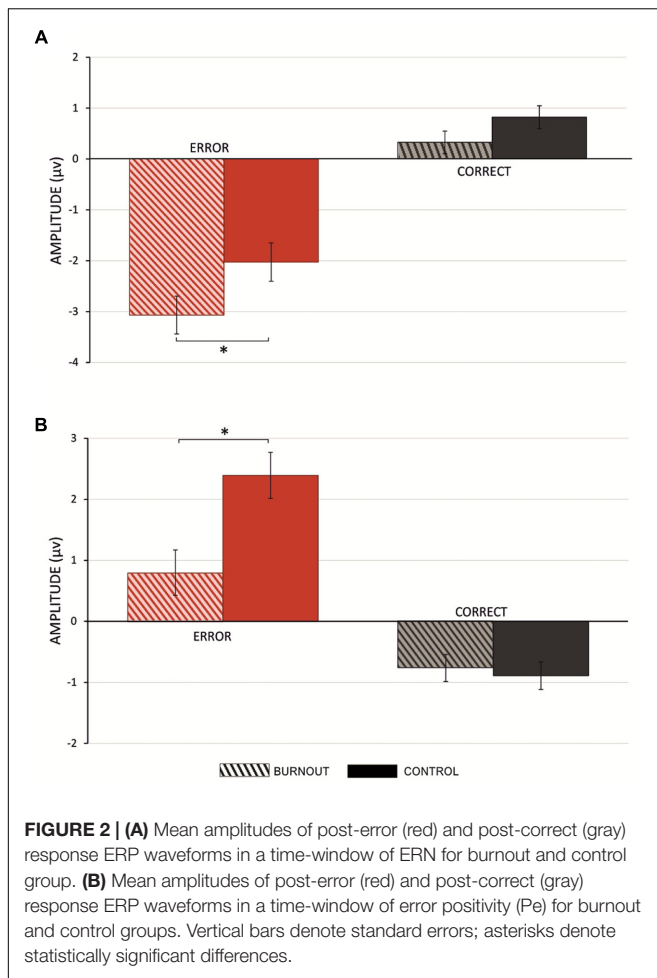 A
2
1
ERROR
0
CORRECT
-1
-2
-3
*
-4
AMPLITUDE (μv)
B
3
*
2
1
CORRECT
0
ERROR
-1
-2
AMPLITUDE (μv)
BURNOUT CONTROL
FIGURE 2 | (A) Mean amplitudes of post-error (red) and post-correct (gray)
response ERP waveforms in a time-window of ERN for burnout and control
group. (B) Mean amplitudes of post-error (red) and post-correct (gray)
response ERP waveforms in a time-window of error positivity (Pe) for burnout
and control groups. Vertical bars denote standard errors; asterisks denote
statistically significant differences.